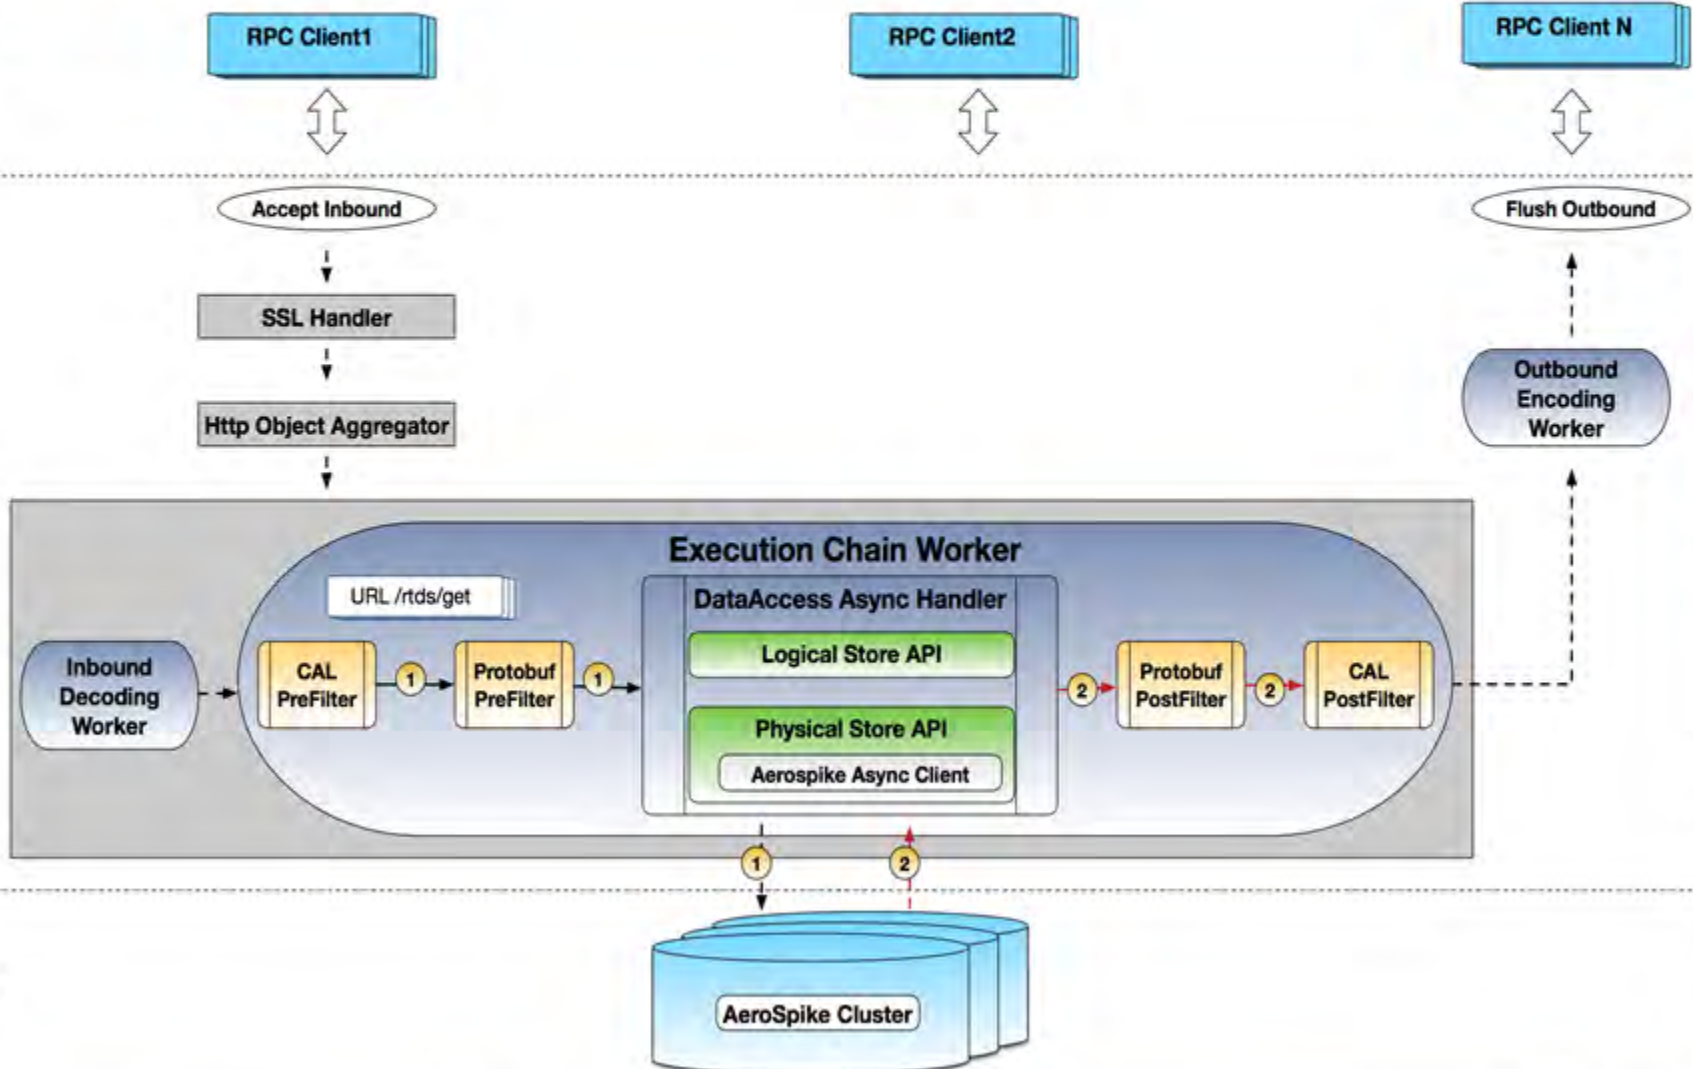 RPC Client1
RPC Client2
RPC Client N
Accept Inbound
Flush Outbound
SSL Handler
Http Object Aggregator
Outbound
Encoding
Worker
Execution Chain Worker
URL /rtds/get
DataAccess Async Handler
Logical Store API
Inbound
Decoding
Worker
CAL
PreFilter
1
Protobuf
PreFilter
1
Physical Store API
Aerospike Async Client
2
Protobuf
PostFilter
2
CAL
PostFilter
1
2
AeroSpike Cluster